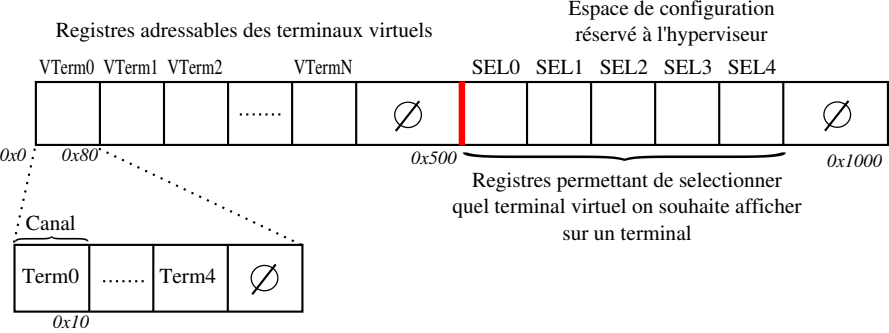 Espace de configuration
réservé à l'hyperviseur
Registres adressables des terminaux virtuels
VTerm0 VTerm1 VTerm2 VTermN SEL0 SEL1 SEL2 SEL3 SEL4
....... ∅ ∅
0x0 0x80 0x500 0x1000
Registres permettant de selectionner
quel terminal virtuel on souhaite afficher
sur un terminal
Canal
Term0 ....... Term4 ∅
0x10